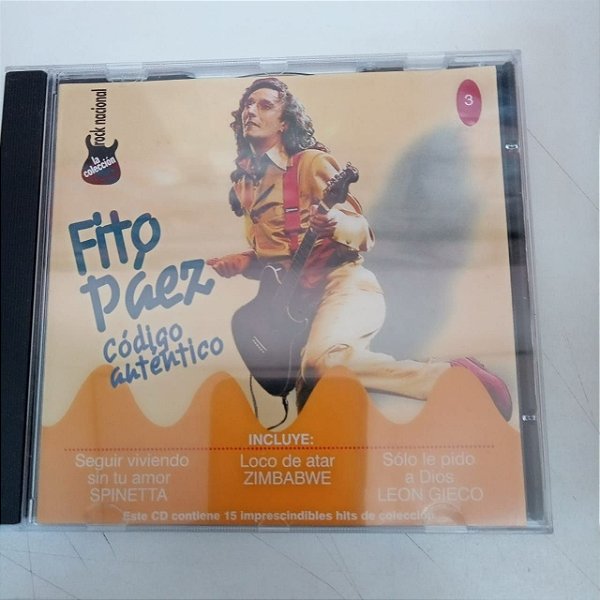 rock nacional
la
colección
3
Fito
Paez
código
auténtico
INCLUYE:
Seguir viviendo
sin tu amor
SPINETTA
Loco de atar
ZIMBABWE
Sólo le pido
a Dios
LEON GIECO
Este CD contiene 15 imprescindibles hits de colección